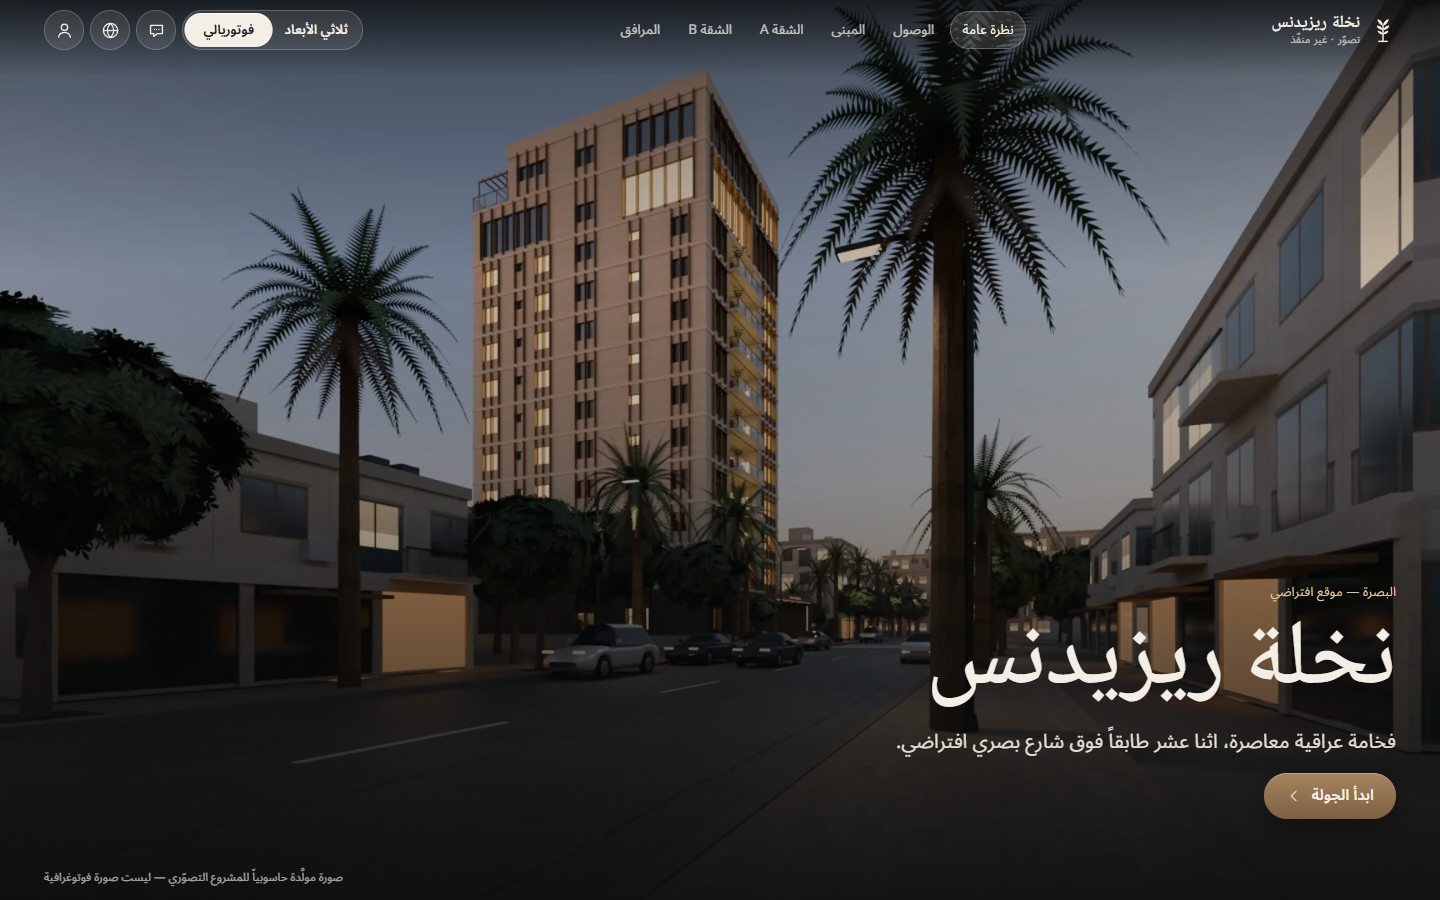 نخلة ريزيدنس
تصوّر · غير منفّذ
نظرة عامة
الوصول
المبنى
الشقة A
الشقة B
المرافق
ثلاثي الأبعاد
فوتوريالي
البصرة — موقع افتراضي
نخلة ريزيدنس
فخامة عراقية معاصرة، اثنا عشر طابقاً فوق شارع بصري افتراضي.
ابدأ الجولة
صورة مولّدة حاسوبياً للمشروع التصوّري — ليست صورة فوتوغرافية